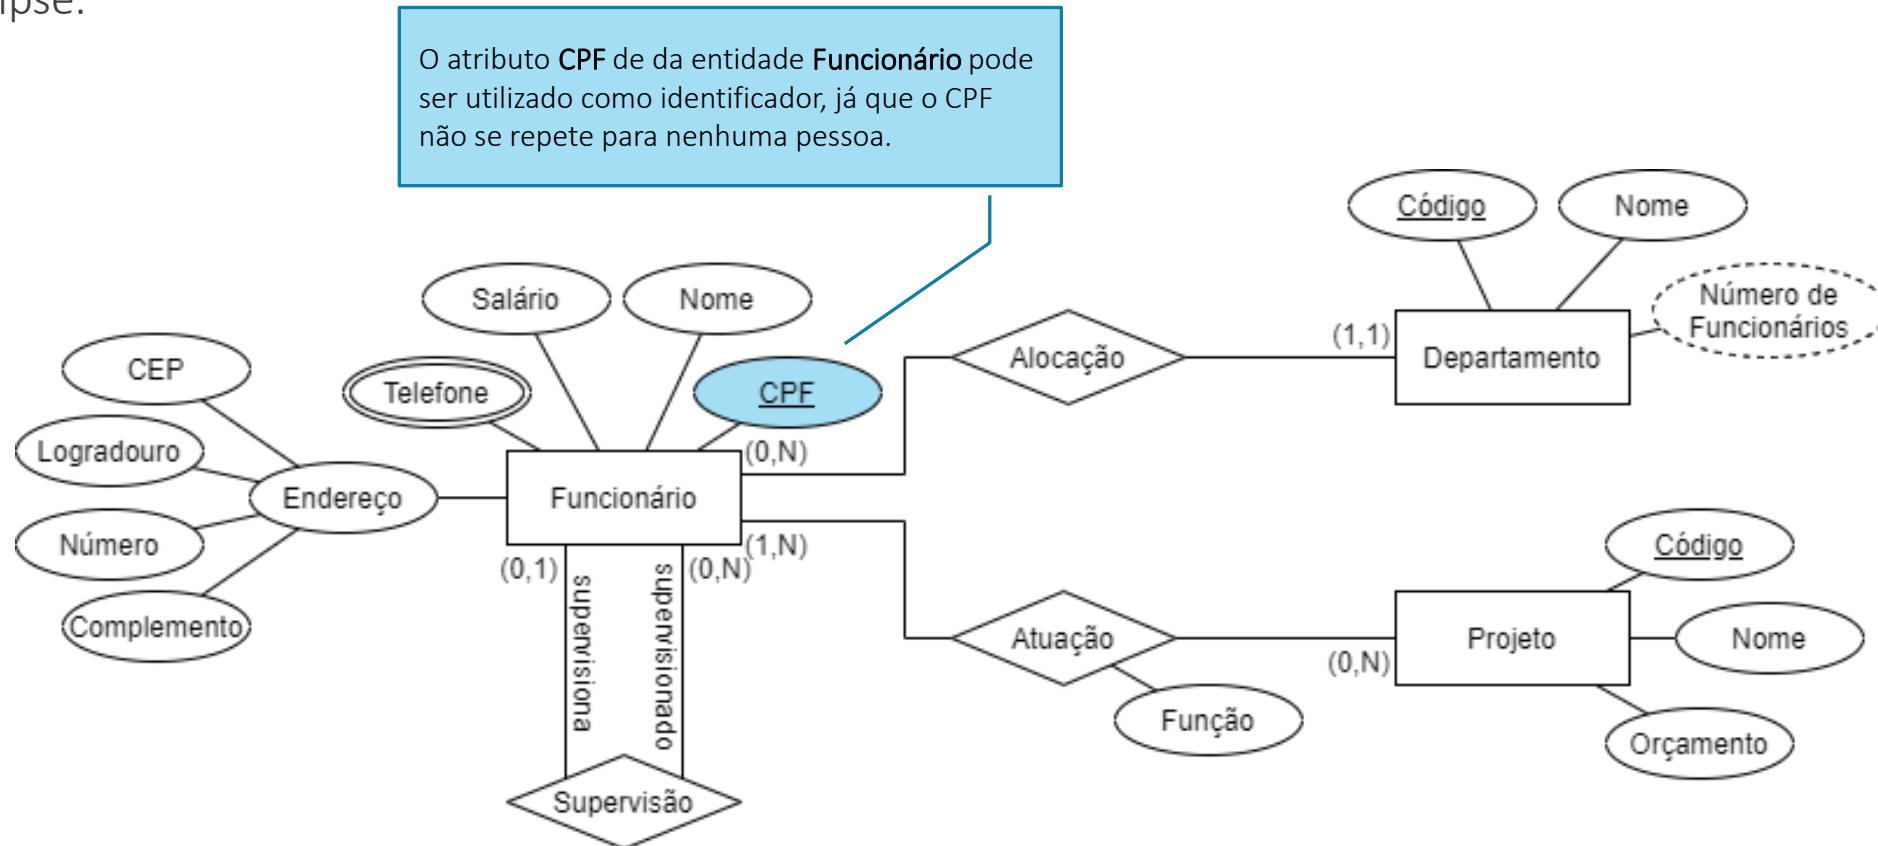 ipse.
O atributo CPF de da entidade Funcionário pode
ser utilizado como identificador, já que o CPF
não se repete para nenhuma pessoa.
Código
Nome
Número de
Funcionários
Salário
Nome
CEP
Telefone
CPF
(1,1)
Alocação
Departamento
Logradouro
(0,N)
Endereço
Funcionário
Número
(1,N)
Código
(0,1)
(0,N)
supervisiona
supervisionado
Complemento
Atuação
Projeto
Nome
(0,N)
Função
Orçamento
Supervisão